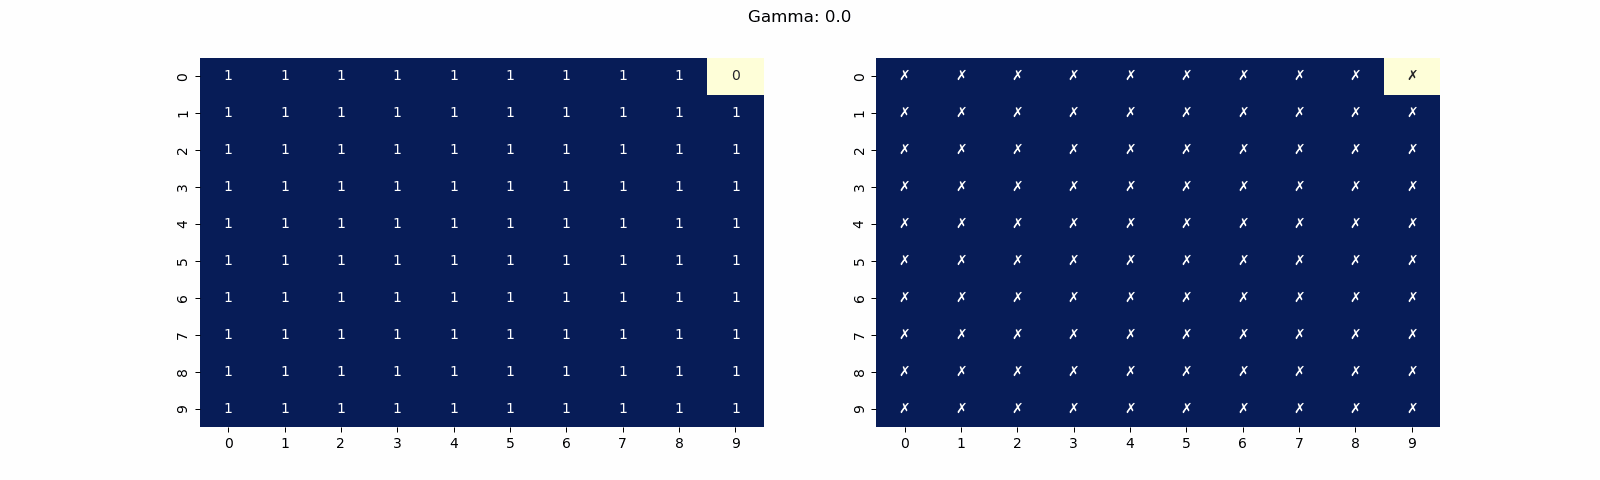 Gamma: 0.0
0 1 1 1 1 1 1 1 1 1 0 0 ✗ ✗ ✗ ✗ ✗ ✗ ✗ ✗ ✗ ✗
1 1 1 1 1 1 1 1 1 1 1 1 ✗ ✗ ✗ ✗ ✗ ✗ ✗ ✗ ✗ ✗
2 1 1 1 1 1 1 1 1 1 1 2 ✗ ✗ ✗ ✗ ✗ ✗ ✗ ✗ ✗ ✗
3 1 1 1 1 1 1 1 1 1 1 3 ✗ ✗ ✗ ✗ ✗ ✗ ✗ ✗ ✗ ✗
4 1 1 1 1 1 1 1 1 1 1 4 ✗ ✗ ✗ ✗ ✗ ✗ ✗ ✗ ✗ ✗
5 1 1 1 1 1 1 1 1 1 1 5 ✗ ✗ ✗ ✗ ✗ ✗ ✗ ✗ ✗ ✗
6 1 1 1 1 1 1 1 1 1 1 6 ✗ ✗ ✗ ✗ ✗ ✗ ✗ ✗ ✗ ✗
7 1 1 1 1 1 1 1 1 1 1 7 ✗ ✗ ✗ ✗ ✗ ✗ ✗ ✗ ✗ ✗
8 1 1 1 1 1 1 1 1 1 1 8 ✗ ✗ ✗ ✗ ✗ ✗ ✗ ✗ ✗ ✗
9 1 1 1 1 1 1 1 1 1 1 9 ✗ ✗ ✗ ✗ ✗ ✗ ✗ ✗ ✗ ✗
0 1 2 3 4 5 6 7 8 9 0 1 2 3 4 5 6 7 8 9